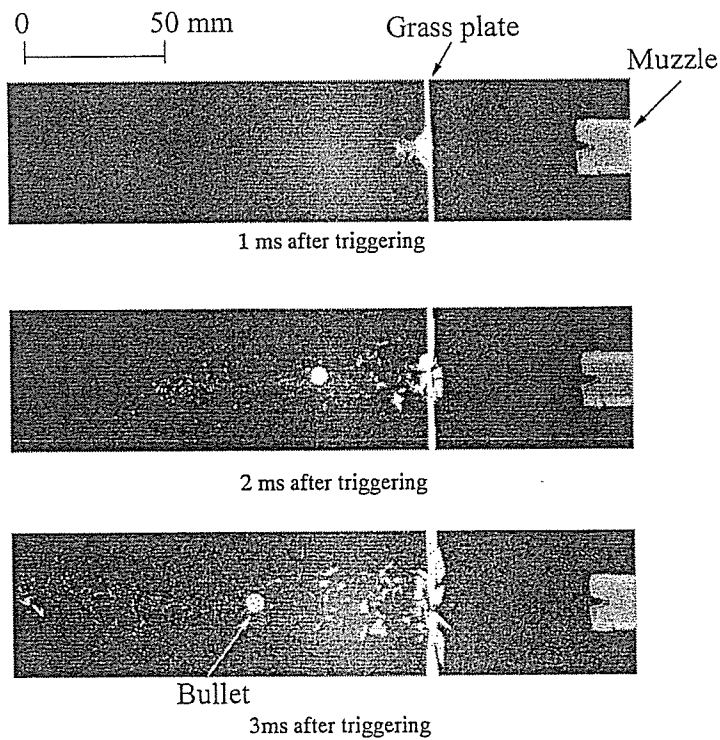 0 50 mm
Grass plate
Muzzle
1 ms after triggering
2 ms after triggering
Bullet
3ms after triggering